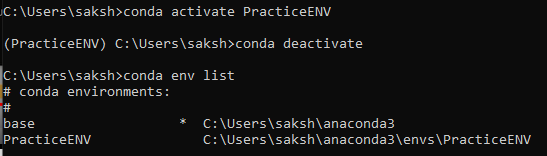 C:\Users\saksh>conda activate PracticeENV
(PracticeENV) C:\Users\saksh>conda deactivate
C:\Users\saksh>conda env list
# conda environments:
#
base                  *  C:\Users\saksh\anaconda3
PracticeENV              C:\Users\saksh\anaconda3\envs\PracticeENV